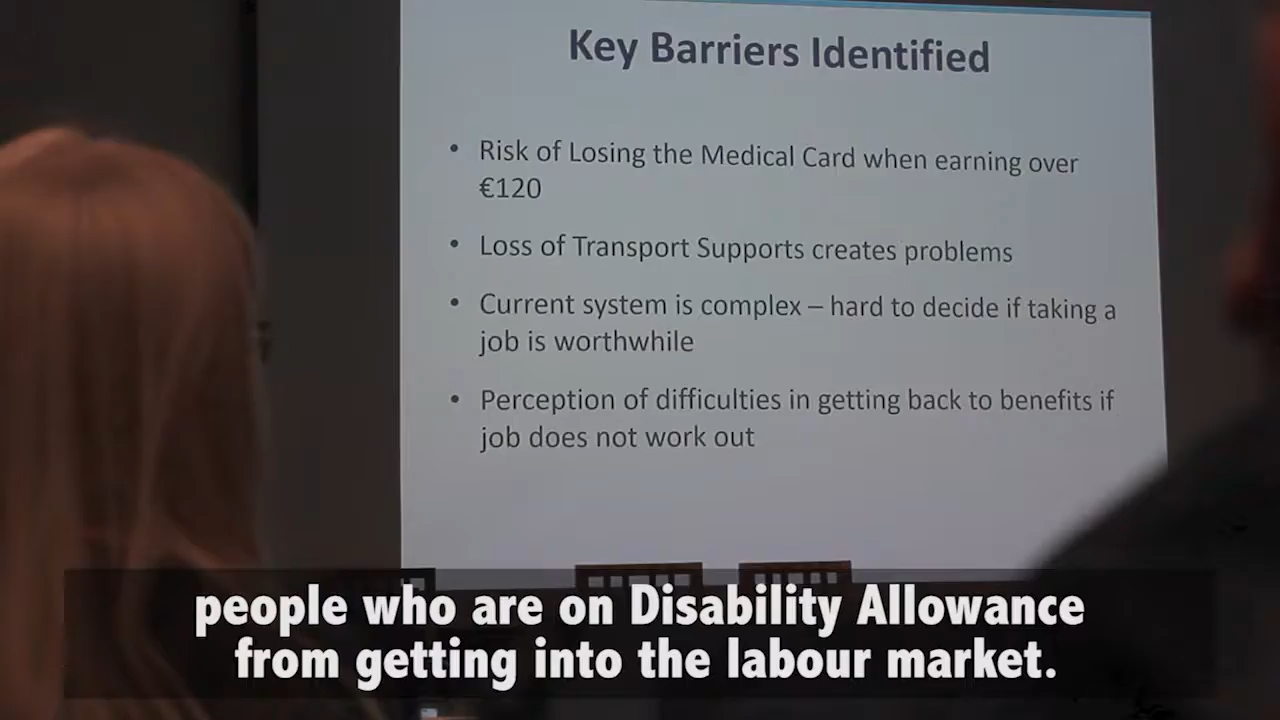 Key Barriers Identified
• Risk of Losing the Medical Card when earning over
€120
• Loss of Transport Supports creates problems
• Current system is complex – hard to decide if taking a
job is worthwhile
• Perception of difficulties in getting back to benefits if
job does not work out
people who are on Disability Allowance
from getting into the labour market.